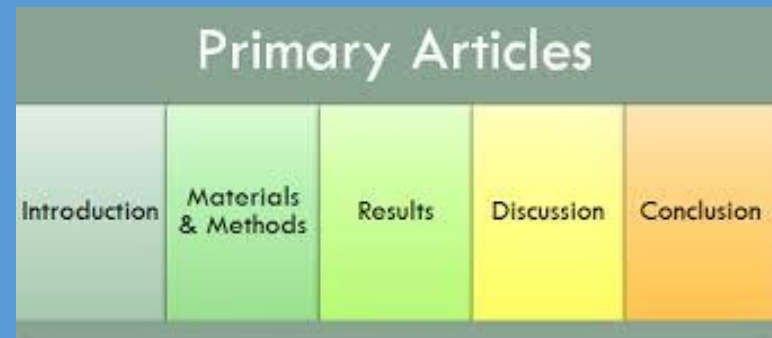 Primary Articles
Introduction
Materials
& Methods
Results
Discussion
Conclusion